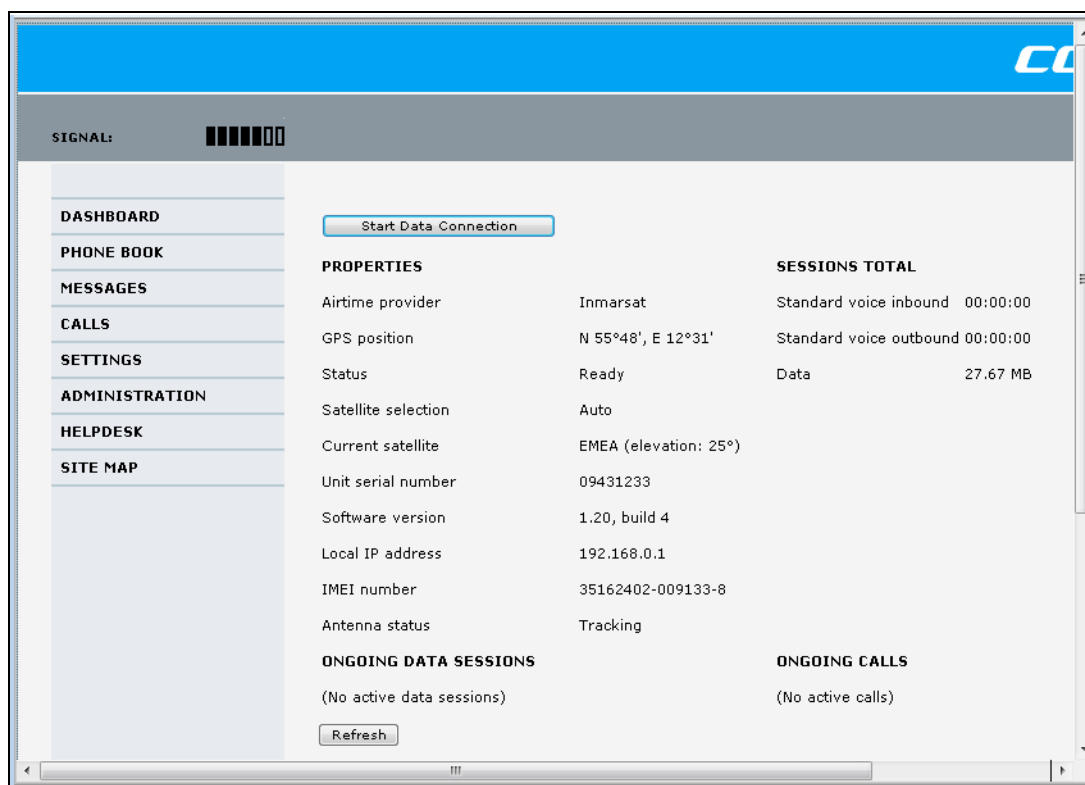 SIGNAL:
DASHBOARD
PHONE BOOK
MESSAGES
CALLS
SETTINGS
ADMINISTRATION
HELPDESK
SITE MAP
Start Data Connection
PROPERTIES
Airtime provider Inmarsat
GPS position N 55°48', E 12°31'
Status Ready
Satellite selection Auto
Current satellite EMEA (elevation: 25°)
Unit serial number 09431233
Software version 1.20, build 4
Local IP address 192.168.0.1
IMEI number 35162402-009133-8
Antenna status Tracking
SESSIONS TOTAL
Standard voice inbound 00:00:00
Standard voice outbound 00:00:00
Data 27.67 MB
ONGOING DATA SESSIONS
(No active data sessions)
ONGOING CALLS
(No active calls)
Refresh